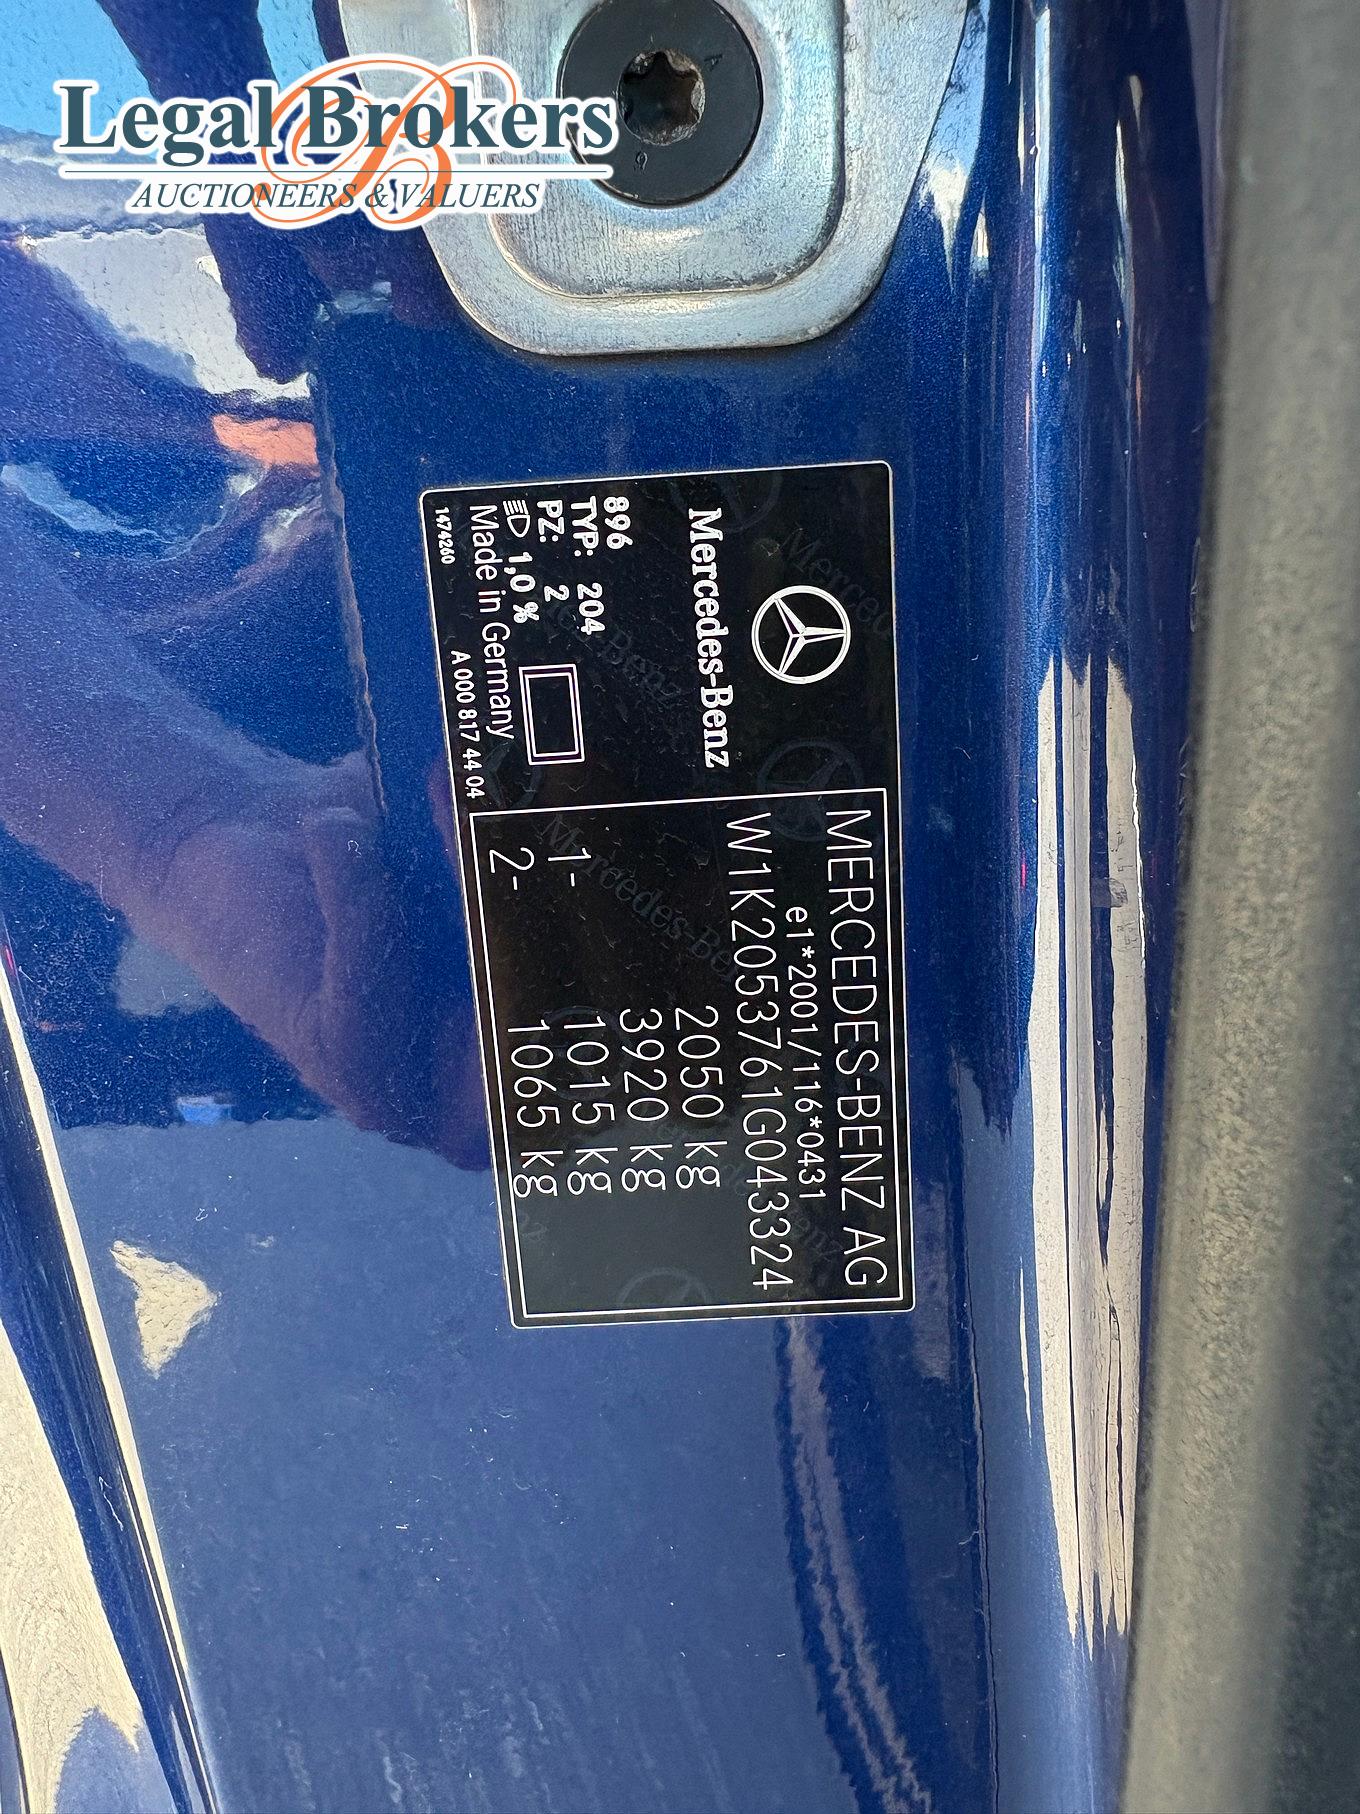 Legal Brokers
AUCTIONEERS & VALUERS
Mercedes-Benz
896
TYP: 204
PZ: 2
1,0 %
Made in Germany
1474260 A 000 817 44 04
MERCEDES-BENZ AG
e1*2001/116*0431
W1K2053761G043324
2050 kg
3920 kg
1- 1015 kg
2- 1065 kg